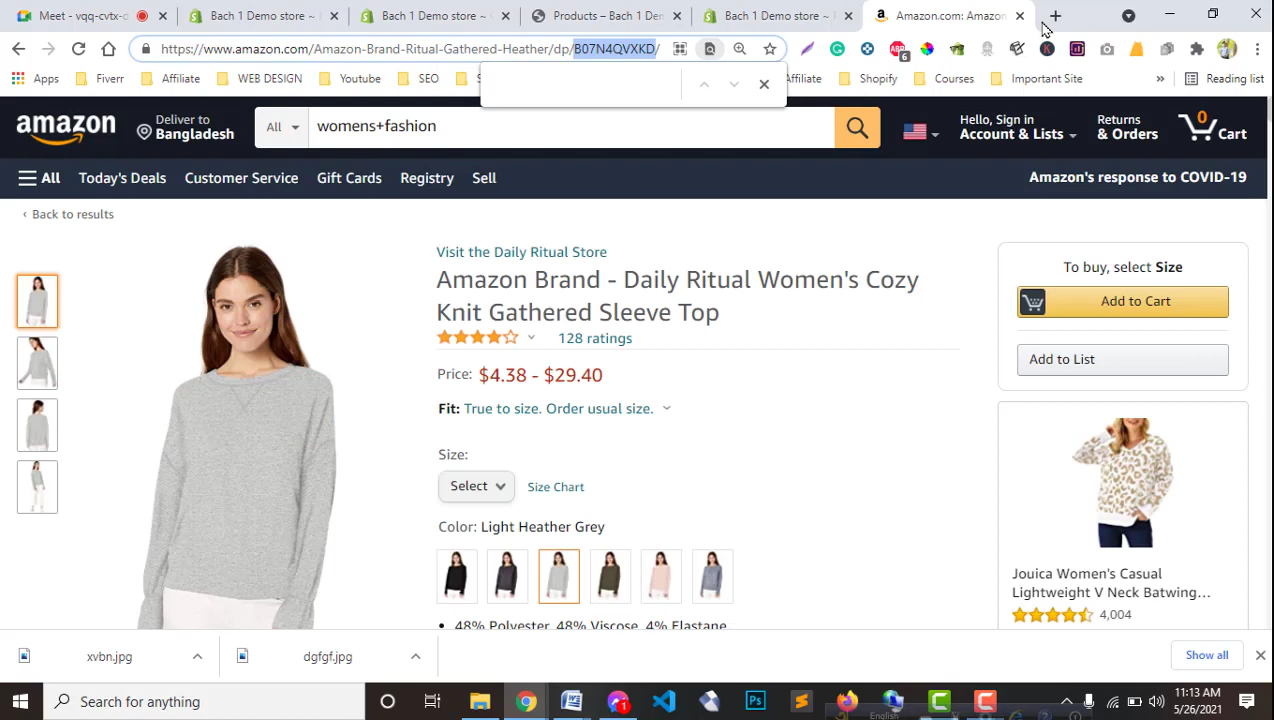 Meet - vqq-cvtx-c
Bach 1 Demo store ~
Bach 1 Demo store ~ (
Products ~ Bach 1 Den
Bach 1 Demo store ~
Amazon.com: Amazon
https://www.amazon.com/Amazon-Brand-Ritual-Gathered-Heather/dp/B07N4QVXKD/
ABP
6
Apps
Fiverr
Affiliate
WEB DESIGN
Youtube
SEO
S
Affiliate
Shopify
Courses
Important Site
»
Reading list
amazon
Deliver to
Bangladesh
All
womens+fashion
Hello, Sign in
Account & Lists
Returns
& Orders
0
Cart
All
Today's Deals
Customer Service
Gift Cards
Registry
Sell
Amazon's response to COVID-19
‹ Back to results
Visit the Daily Ritual Store
Amazon Brand - Daily Ritual Women's Cozy
Knit Gathered Sleeve Top
128 ratings
Price: $4.38 - $29.40
Fit: True to size. Order usual size.
Size:
Select
Size Chart
Color: Light Heather Grey
• 48% Polyester, 48% Viscose, 4% Elastane
To buy, select Size
Add to Cart
Add to List
Jouica Women's Casual
Lightweight V Neck Batwing...
4,004
xvbn.jpg
dgfgf.jpg
Show all
Search for anything
1
Ps
English
11:13 AM
5/26/2021